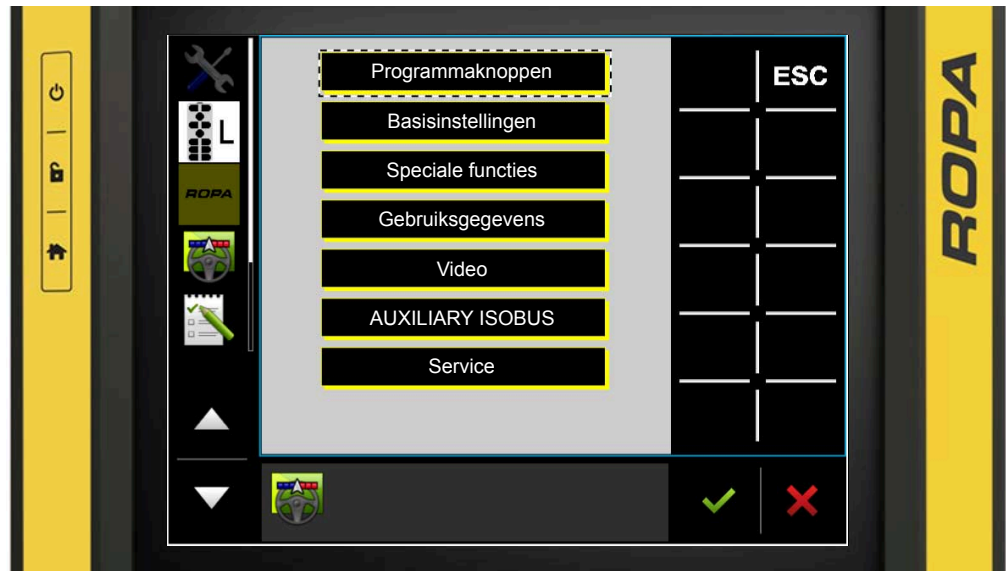 Programmaknoppen
ESC
Basisinstellingen
L
Speciale functies
ROPA
Gebruiksgegevens
Video
AUXILIARY ISOBUS
Service
ROPA